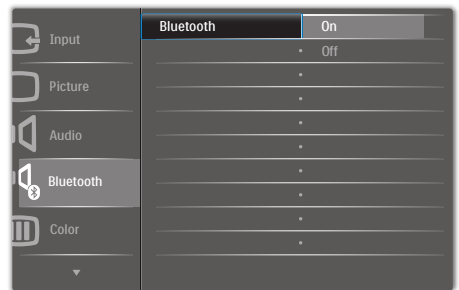 Input
Picture
Audio
Bluetooth
Color
Bluetooth On
Off